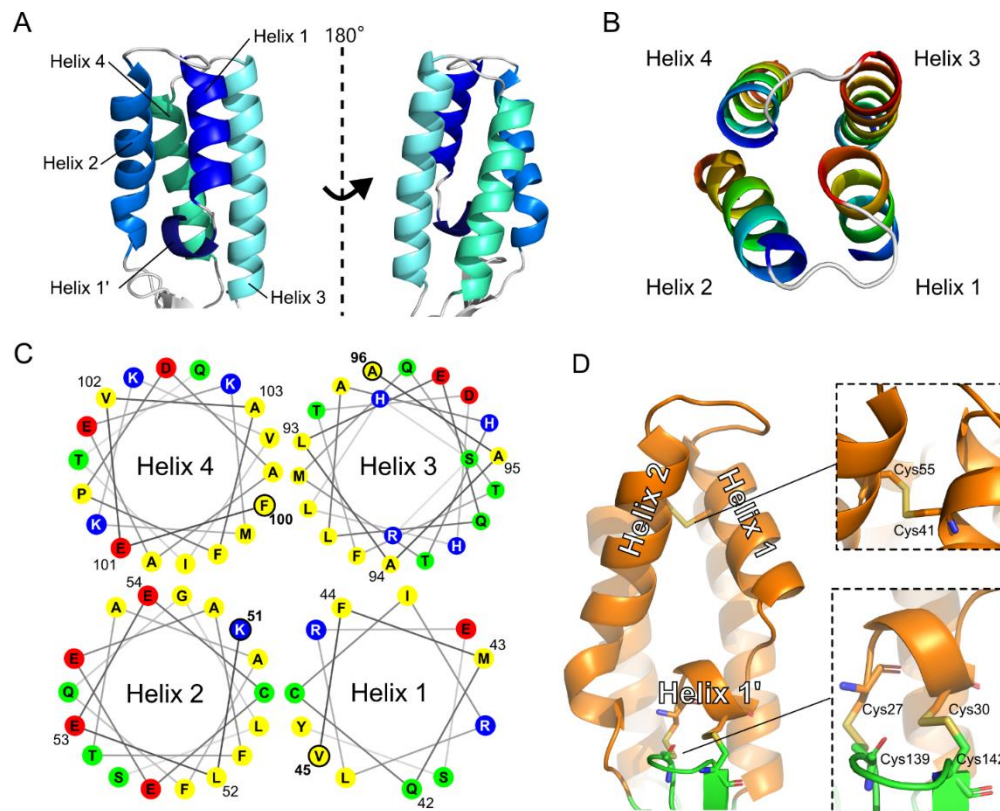 A
180°
Helix 1
Helix 4
Helix 2
Helix 1'
Helix 3
B
Helix 4
Helix 3
Helix 2
Helix 1
C
D Q
K K
102 103
V A
E V
T Helix 4 A
P F
100
K M
E F
101
A I
96
A Q E
A H D
93 T H
L S A
95
M Helix 3 T
L Q
L R H
F A T
94
54
E G A
A K 51
E A
Q Helix 2 C
E L
53
T F
S E L
52
I
44
F E
R M
43
C Helix 1 R
Y
V S
45
L Q
42
D
Helix 2
Helix 1
Helix 1'
Cys55
Cys41
Cys27
Cys30
Cys139
Cys142